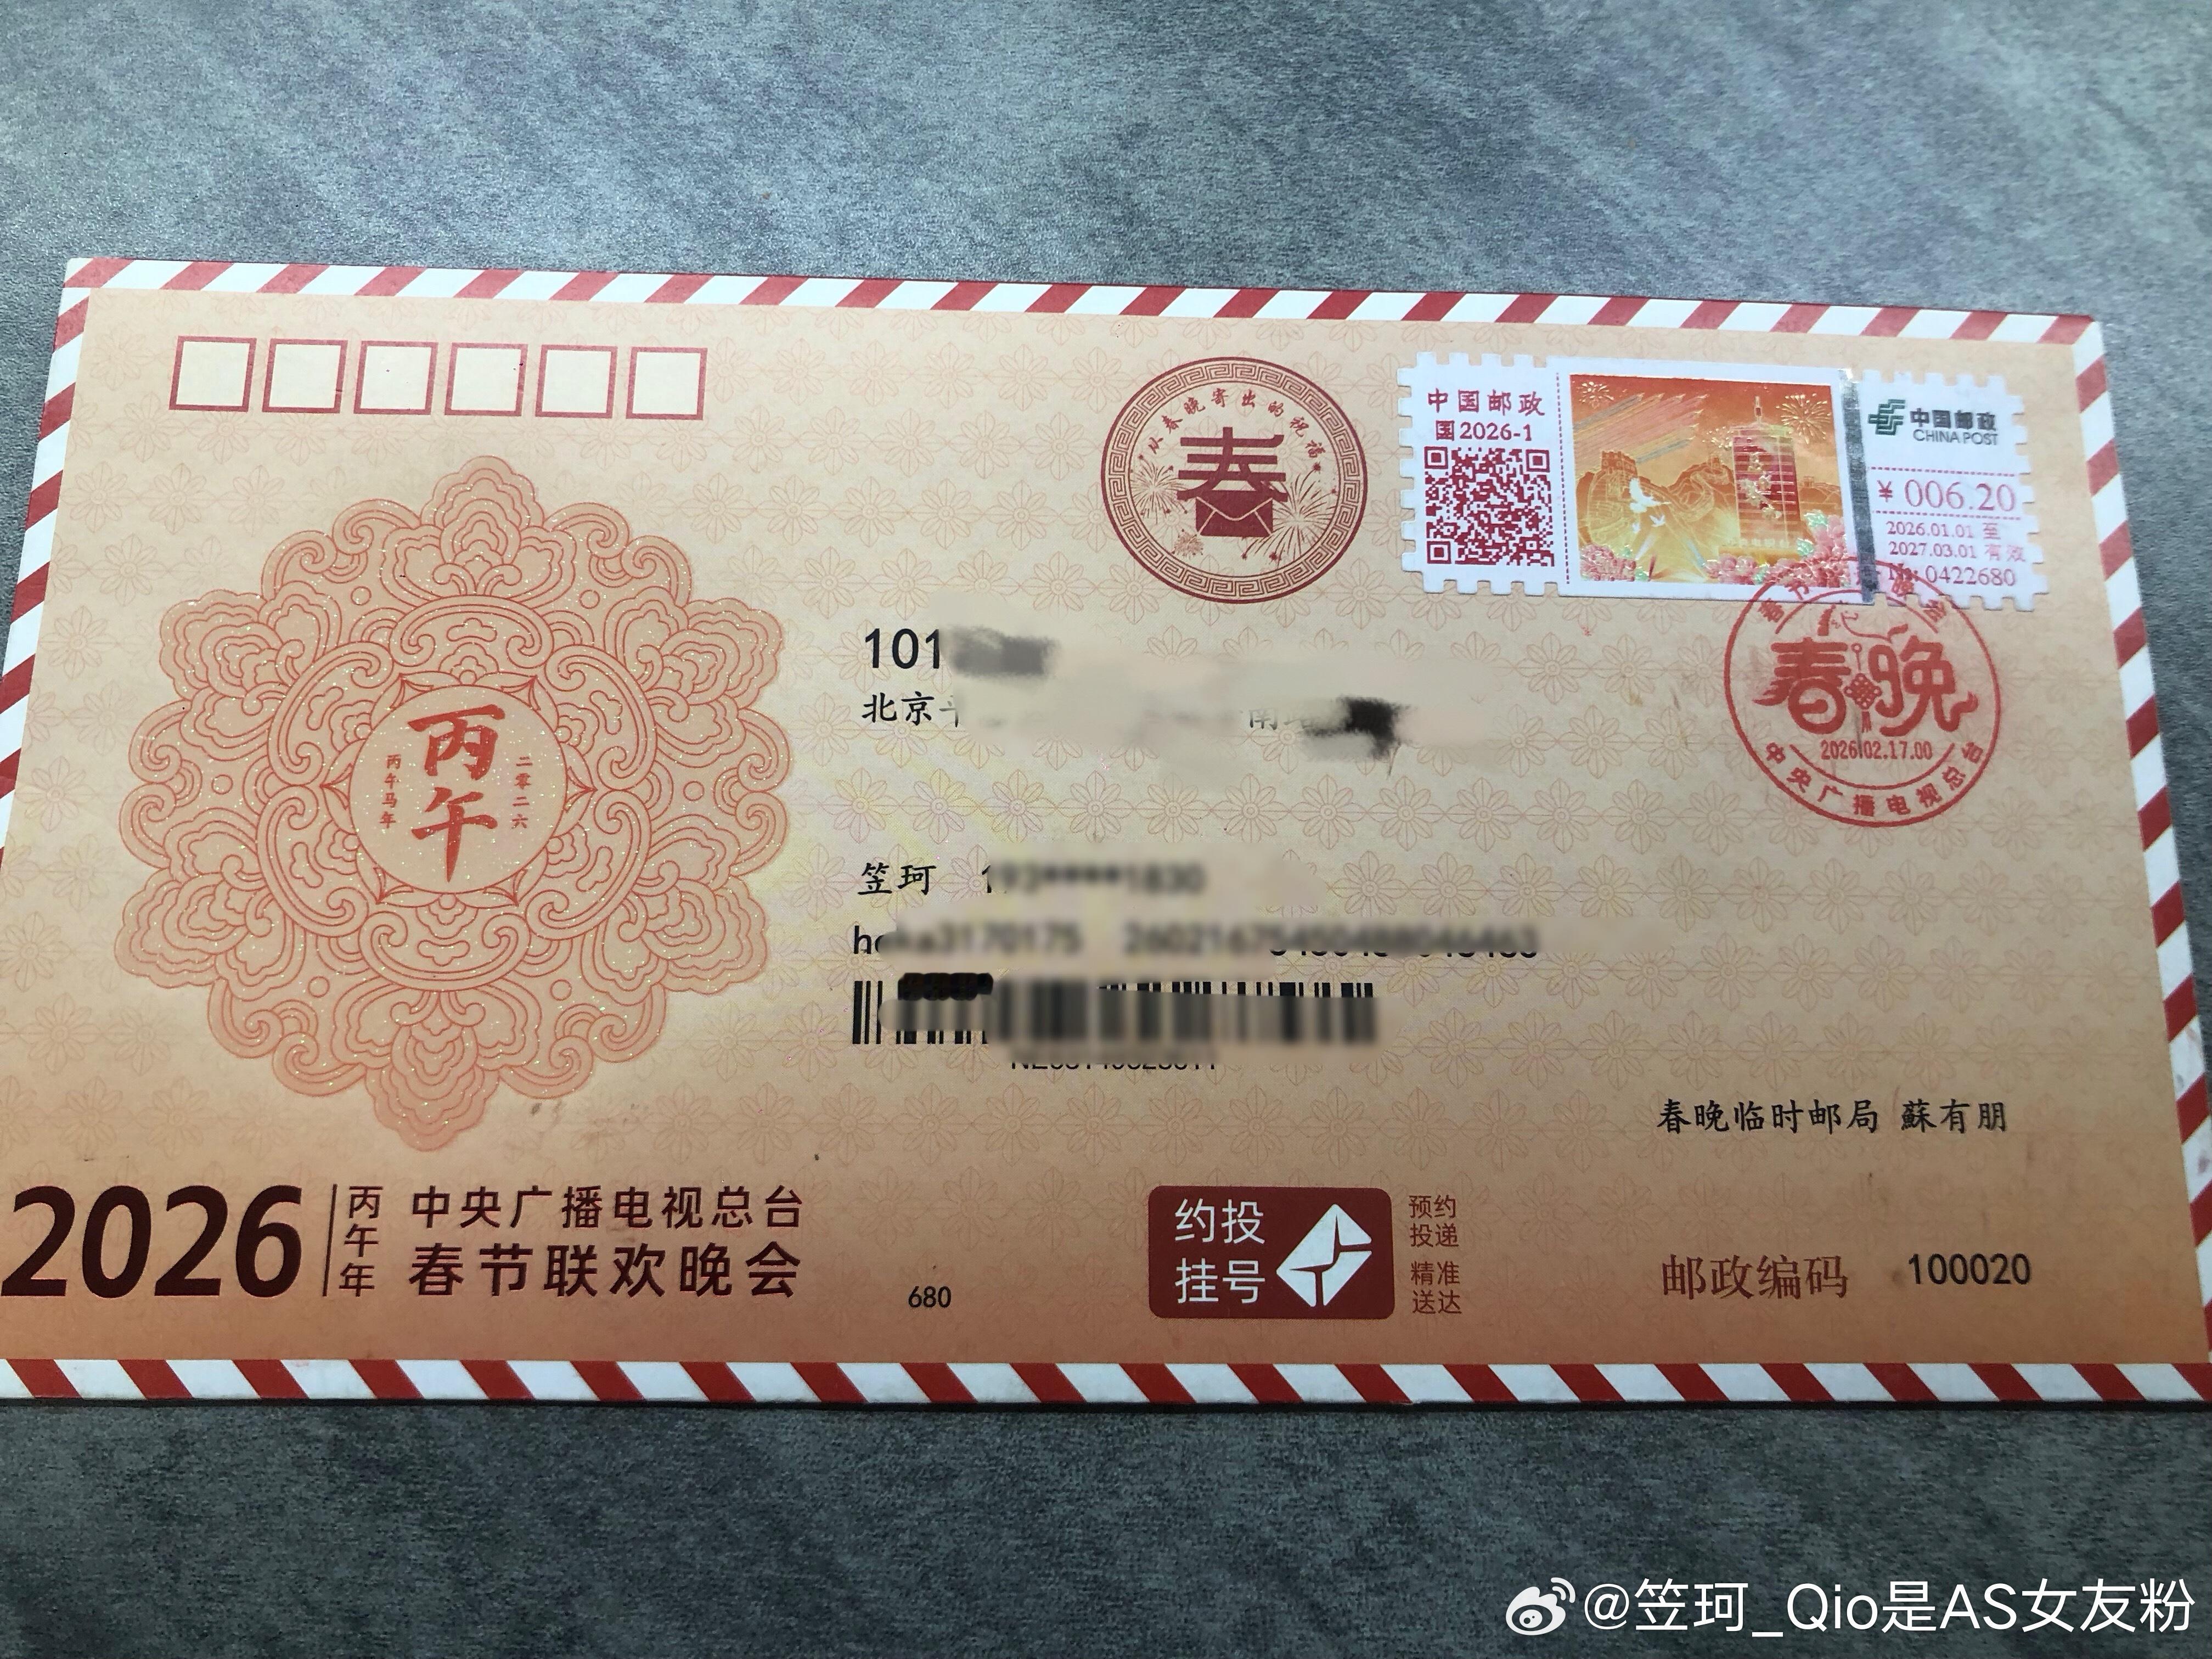 从春晚寄出的祝福
春
中国邮政
国2026-1
中国邮政
CHINA POST
¥006.20
2026.01.01至
2027.03.01有效
No: 0422680
春晚
2026.02.17.00
中央广播电视总台
101
北京
丙午
二零二六
丙午马年
笠珂
春晚临时邮局 蘇有朋
2026
丙午年
中央广播电视总台
春节联欢晚会
680
约投
挂号
预约
投递
精准
送达
邮政编码 100020
@笠珂_Qio是AS女友粉